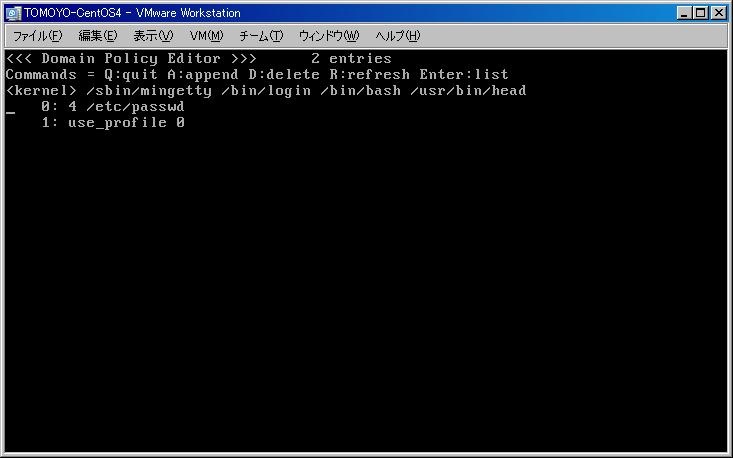 TOMOYO-CentOS4 - VMware Workstation
ファイル(F) 編集(E) 表示(V) VM(M) チーム(T) ウィンドウ(W) ヘルプ(H)
<<< Domain Policy Editor >>>      2 entries
Commands = Q:quit A:append D:delete R:refresh Enter:list
<kernel> /sbin/mingetty /bin/login /bin/bash /usr/bin/head
    0: 4 /etc/passwd
    1: use_profile 0